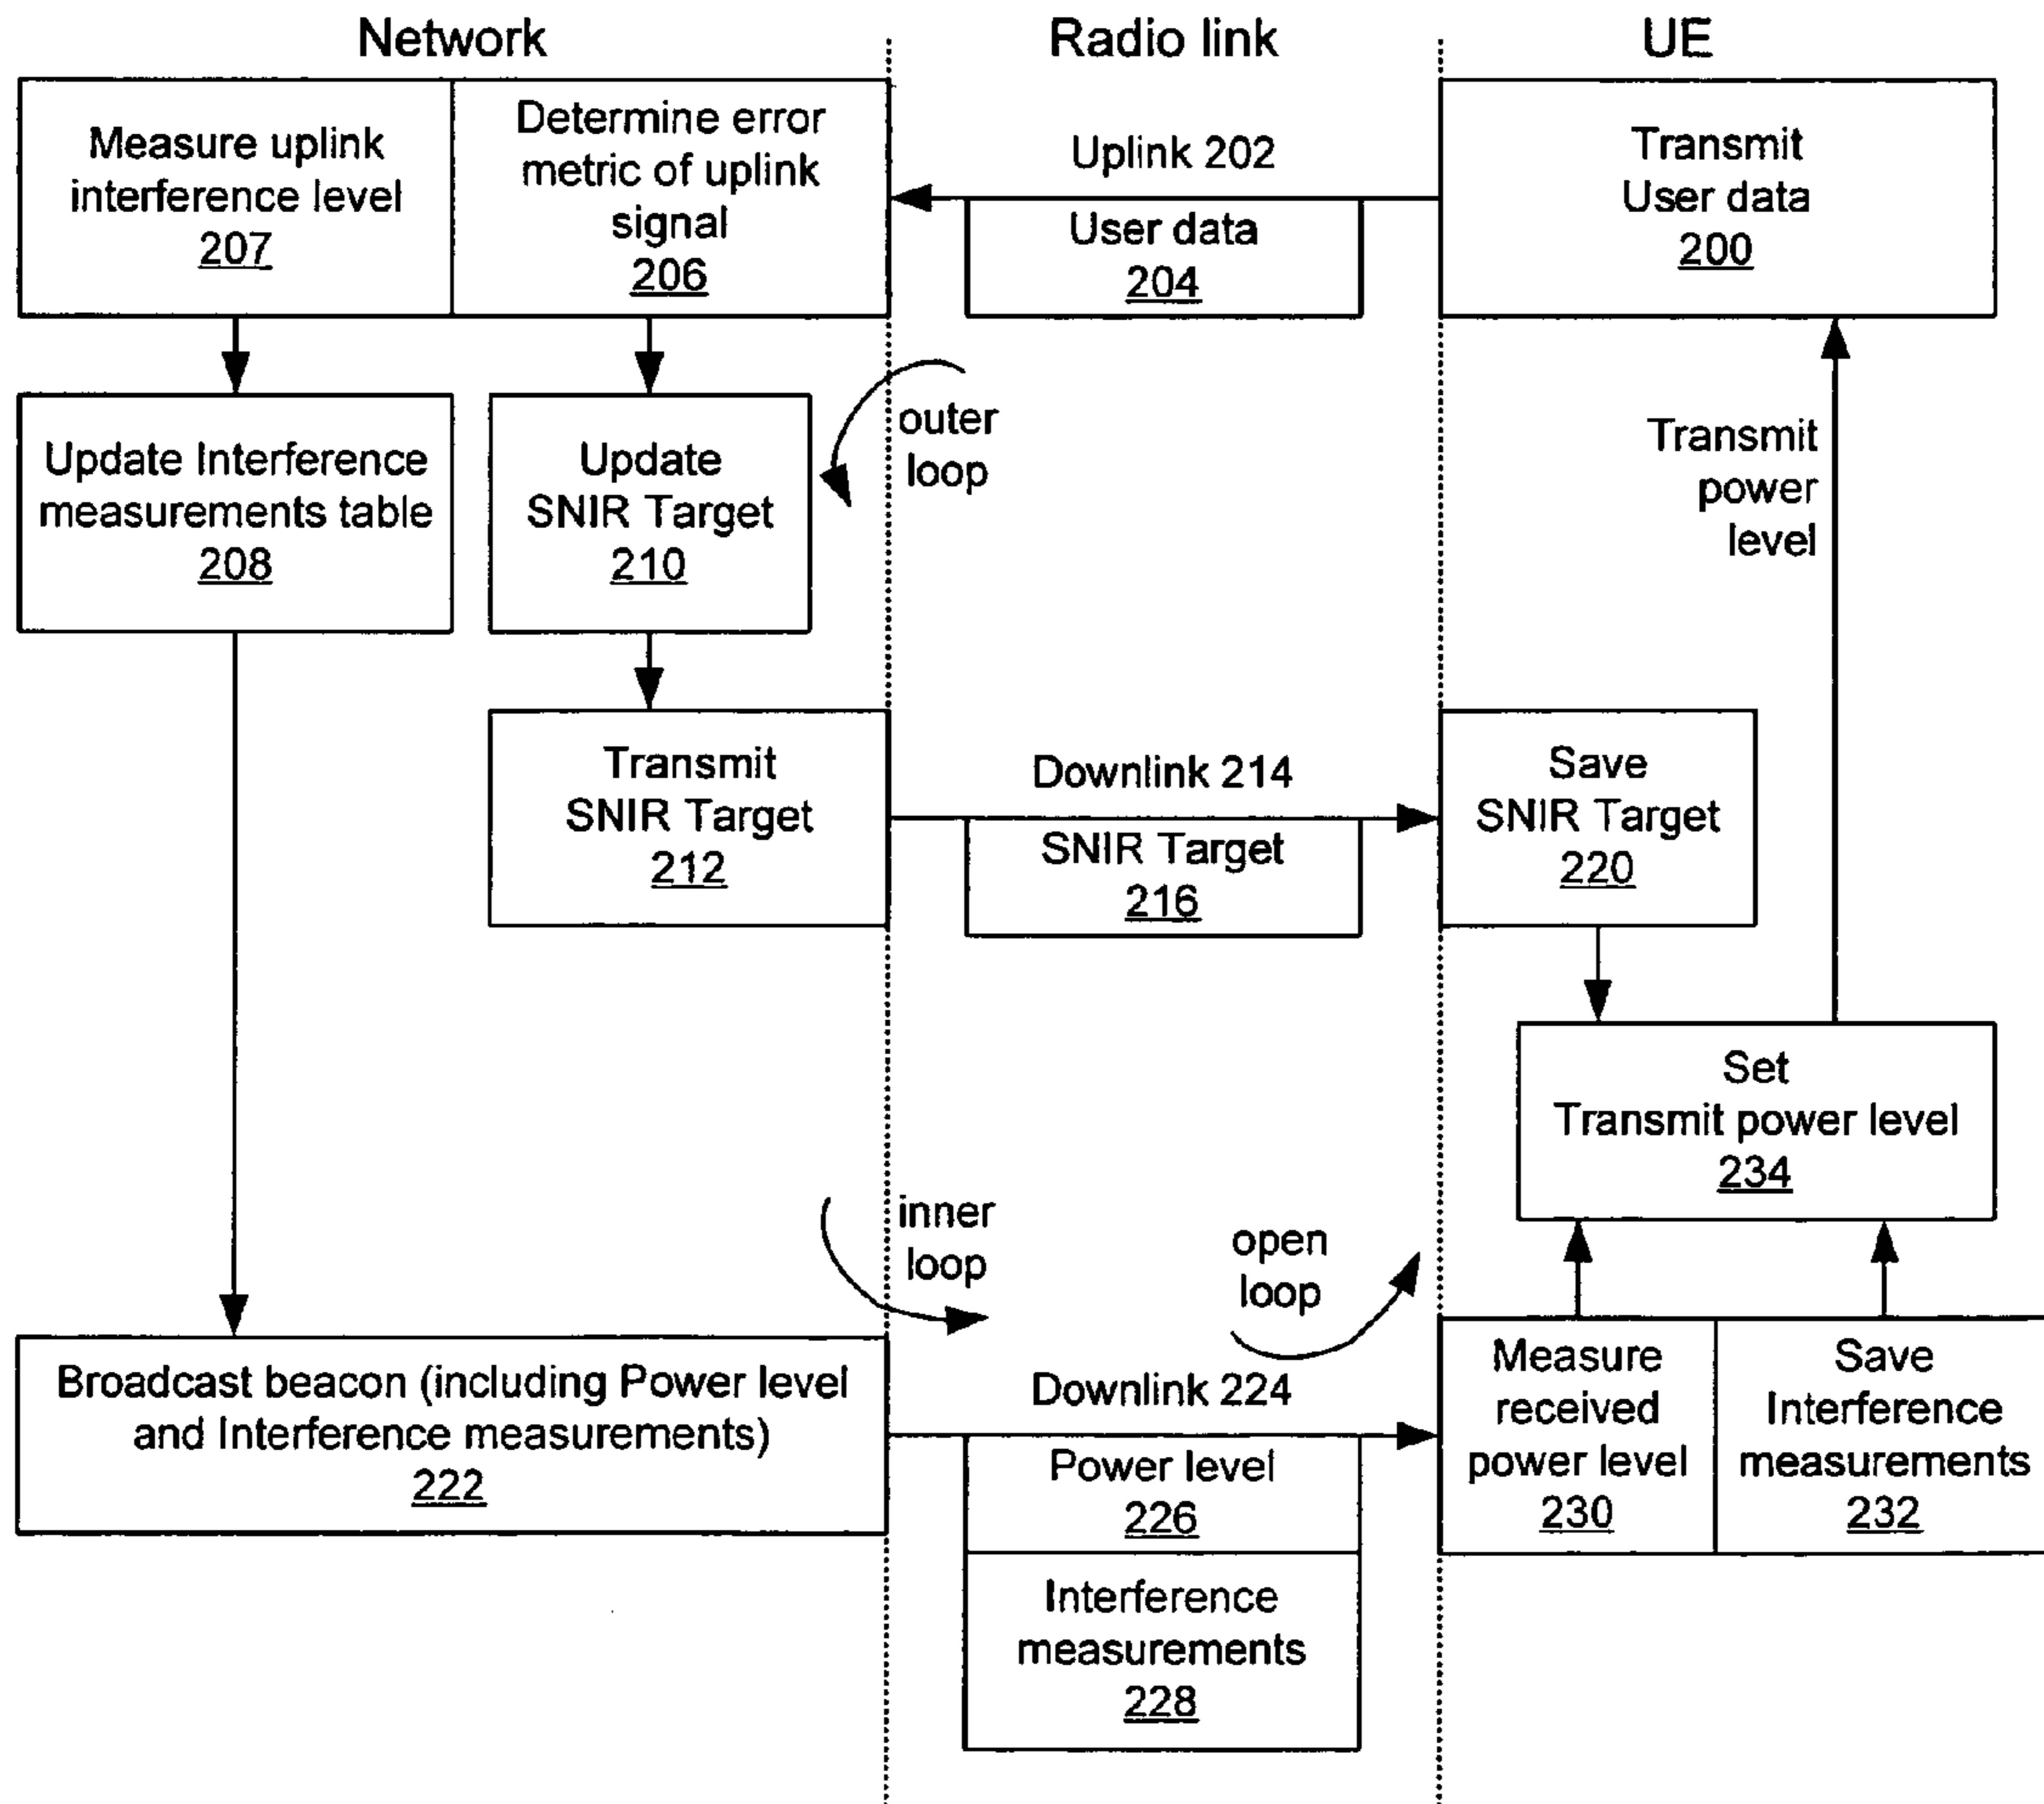 Network
Radio link
UE
Measure uplink
interference level
207
Determine error
metric of uplink
signal
206
Uplink 202
User data
204
Transmit
User data
200
Update Interference
measurements table
208
Update
SNIR Target
210
outer
loop
Transmit
power
level
Transmit
SNIR Target
212
Downlink 214
SNIR Target
216
Save
SNIR Target
220
Set
Transmit power level
234
inner
loop
open
loop
Broadcast beacon (including Power level
and Interference measurements)
222
Downlink 224
Power level
226
Interference
measurements
228
Measure
received
power level
230
Save
Interference
measurements
232